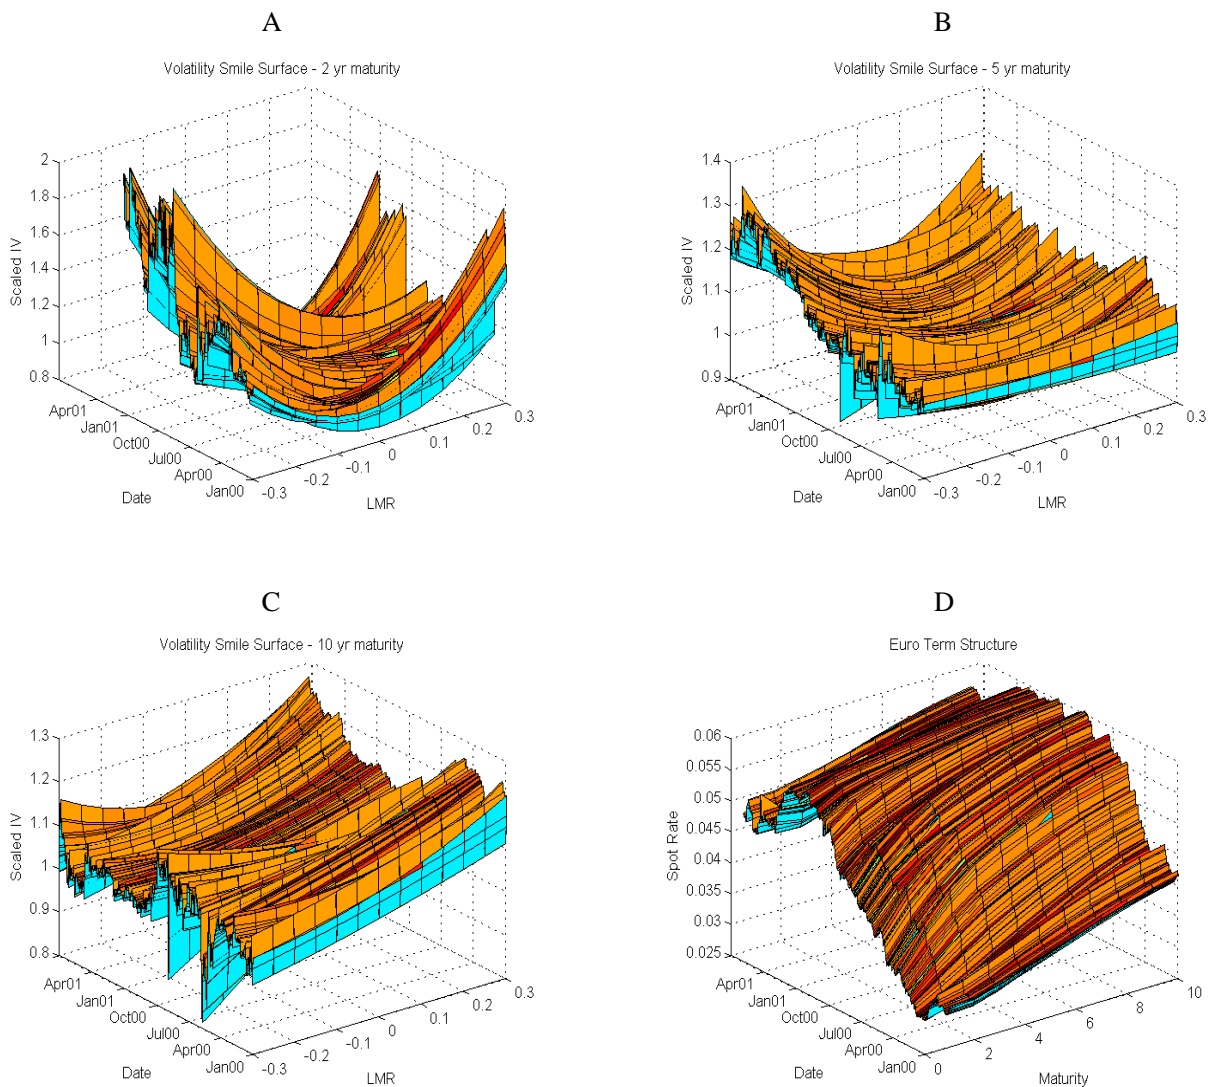 A
Volatility Smile Surface - 2 yr maturity
2
1.8
1.6
1.4
1.2
1
0.8
Scaled IV
Apr01
Jan01
Oct00
Jul00
Apr00
Jan00
Date
-0.3
-0.2
-0.1
0
0.1
0.2
0.3
LMR
B
Volatility Smile Surface - 5 yr maturity
1.4
1.3
1.2
1.1
1
0.9
Scaled IV
Apr01
Jan01
Oct00
Jul00
Apr00
Jan00
Date
-0.3
-0.2
-0.1
0
0.1
0.2
0.3
LMR
C
Volatility Smile Surface - 10 yr maturity
1.3
1.2
1.1
1
0.9
0.8
Scaled IV
Apr01
Jan01
Oct00
Jul00
Apr00
Jan00
Date
-0.3
-0.2
-0.1
0
0.1
0.2
0.3
LMR
D
Euro Term Structure
0.06
0.055
0.05
0.045
0.04
0.035
0.03
0.025
Spot Rate
Apr01
Jan01
Oct00
Jul00
Apr00
Jan00
Date
0
2
4
6
8
10
Maturity